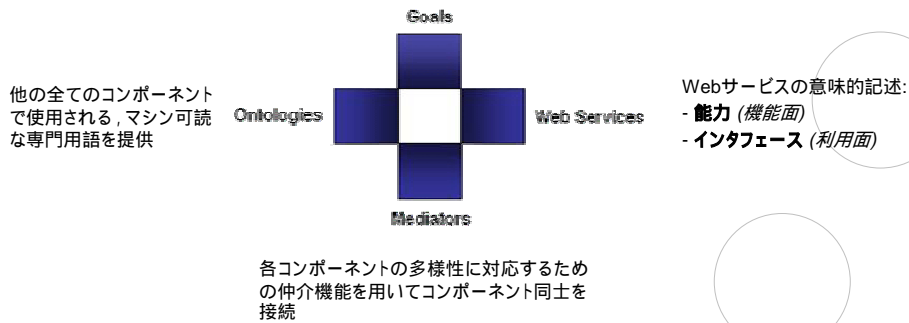 Goals
他の全てのコンポーネント
で使用される , マシン可読
な専門用語を提供
Ontologies
Web Services
Webサービスの意味的記述:
- 能力 (機能面)
- インタフェース (利用面)
Mediators
各コンポーネントの多様性に対応するため
の仲介機能を用いてコンポーネント同士を
接続